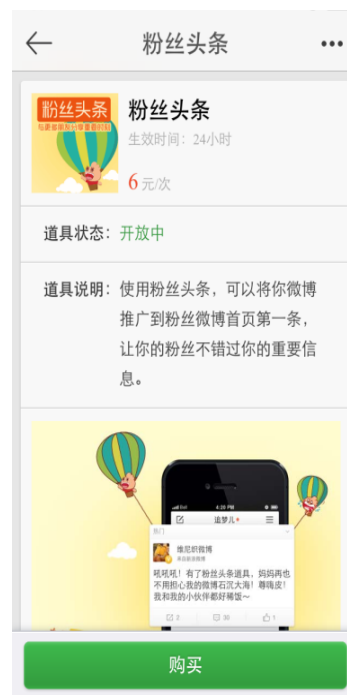 粉丝头条
粉丝头条
粉丝头条
生效时间：24小时
6元/次
道具状态：开放中
道具说明：使用粉丝头条，可以将你微博
推广到粉丝微博首页第一条，
让你的粉丝不错过你的重要信
息。
4:20 PM
追梦儿
热门
维尼织微博
吼吼吼！有了粉丝头条道具，妈妈再也
不用担心我的微博石沉大海！尊嗨皮！
我和我的小伙伴都好稀饭～
2 30 1
购买